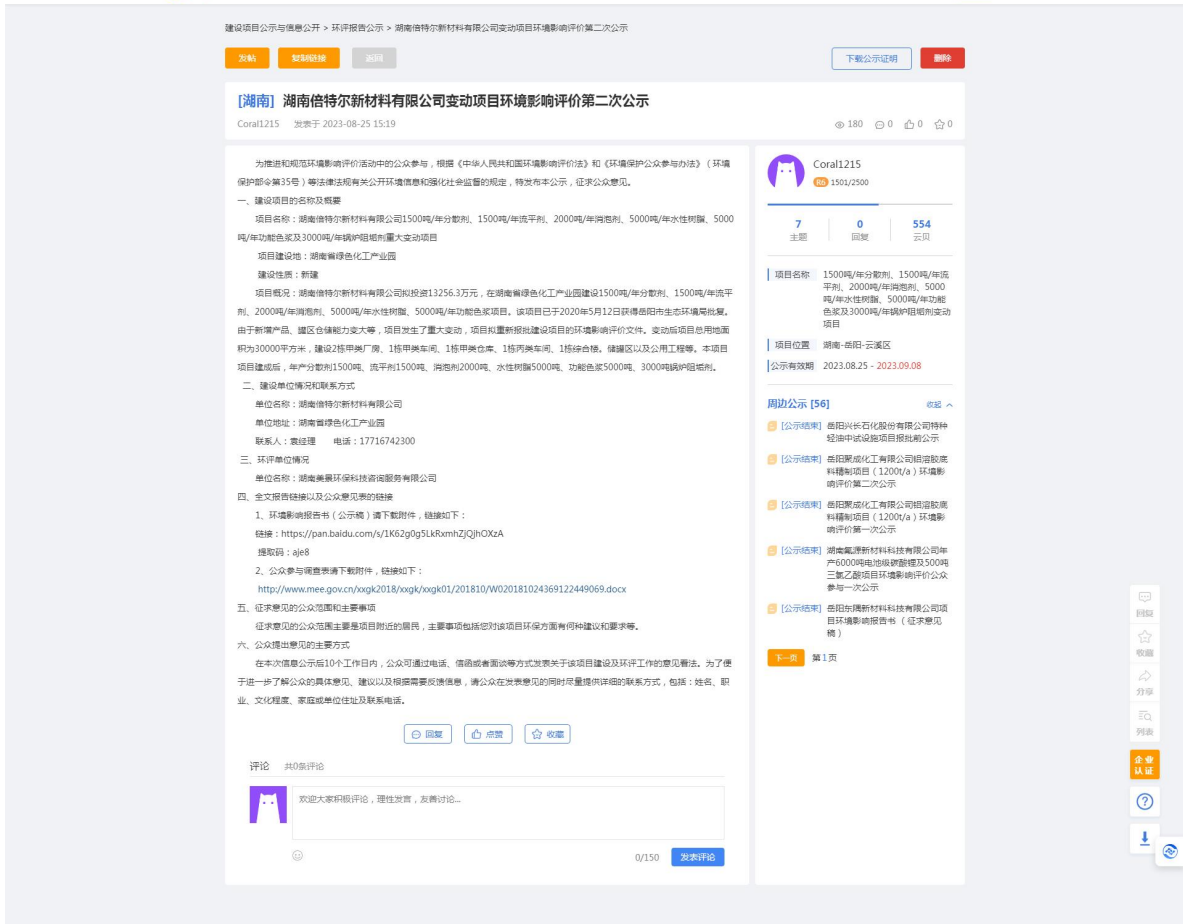 建设项目公示与信息公开 > 环评报告公示 > 湖南倍特尔新材料有限公司变动项目环境影响评价第二次公示
发帖 复制链接 返回 下载公示证明 删除
[湖南] 湖南倍特尔新材料有限公司变动项目环境影响评价第二次公示
Coral1215 发表于 2023-08-25 15:19 180 0 0 0
为推进和规范环境影响评价活动中的公众参与，根据《中华人民共和国环境影响评价法》和《环境保护公众参与办法》（环境
保护部令第35号）等法律法规有关公开环境信息和强化社会监督的规定，特发布本公示，征求公众意见。
一、建设项目的名称及概要
项目名称：湖南倍特尔新材料有限公司1500吨/年分散剂、1500吨/年流平剂、2000吨/年消泡剂、5000吨/年水性树脂、5000
吨/年功能色浆及3000吨/年锅炉阻垢剂重大变动项目
项目建设地：湖南省绿色化工产业园
建设性质：新建
项目概况：湖南倍特尔新材料有限公司拟投资13256.3万元，在湖南省绿色化工产业园建设1500吨/年分散剂、1500吨/年流平
剂、2000吨/年消泡剂、5000吨/年水性树脂、5000吨/年功能色浆项目。该项目已于2020年5月12日获得岳阳市生态环境局批复。
由于新增产品、罐区仓储能力变大等，项目发生了重大变动，项目拟重新报批建设项目的环境影响评价文件。变动后项目总用地面
积为30000平方米，建设2栋甲类厂房、1栋甲类车间、1栋甲类仓库、1栋丙类车间、1栋综合楼。储罐区以及公用工程等。本项目
项目建成后，年产分散剂1500吨、流平剂1500吨、消泡剂2000吨、水性树脂5000吨、功能色浆5000吨、3000吨锅炉阻垢剂。
二、建设单位情况和联系方式
单位名称：湖南倍特尔新材料有限公司
单位地址：湖南省绿色化工产业园
联系人：袁经理 电话：17716742300
三、环评单位情况
单位名称：湖南美景环保科技咨询服务有限公司
四、全文报告链接以及公众意见表的链接
1、环境影响报告书（公示稿）请下载附件，链接如下：
链接：https://pan.baidu.com/s/1K62g0g5LkRxmhZJQjhOXzA
提取码：aje8
2、公众参与调查表请下载附件，链接如下：
http://www.mee.gov.cn/xxgk2018/xxgk/xxgk01/201810/W020181024369122449069.docx
五、征求意见的公众范围和主要事项
征求意见的公众范围主要是项目附近的居民，主要事项包括您对该项目环保方面有何种建议和要求等。
六、公众提出意见的主要方式
在本次信息公示后10个工作日内，公众可通过电话、信函或者面谈等方式发表关于该项目建设及环评工作的意见看法。为了便
于进一步了解公众的具体意见、建议以及根据需要反馈信息，请公众在发表意见的同时尽量提供详细的联系方式，包括：姓名、职
业、文化程度、家庭或单位住址及联系电话。
回复 点赞 收藏
评论 共0条评论
欢迎大家积极评论，理性发言，友善讨论...
0/150 发表评论
Coral1215
R6 1501/2500
7 0 554
主题 回复 云贝
项目名称 1500吨/年分散剂、1500吨/年流
平剂、2000吨/年消泡剂、5000
吨/年水性树脂、5000吨/年功能
色浆及3000吨/年锅炉阻垢剂变动
项目
项目位置 湖南-岳阳-云溪区
公示有效期 2023.08.25 - 2023.09.08
周边公示 [56] 收起
[公示结束] 岳阳兴长石化股份有限公司特种
轻油中试设施项目报批前公示
[公示结束] 岳阳聚成化工有限公司铝溶胶底
料精制项目（1200t/a）环境影
响评价第二次公示
[公示结束] 岳阳聚成化工有限公司铝溶胶底
料精制项目（1200t/a）环境影
响评价第一次公示
[公示结束] 湖南氟源新材料科技有限公司年
产6000吨电池级碳酸锂及500吨
三氟乙酸项目环境影响评价公众
参与一次公示
[公示结束] 岳阳东隅新材料科技有限公司项
目环境影响报告书 （征求意见
稿）
下一页 第1页
回复
收藏
分享
列表
企业
认证